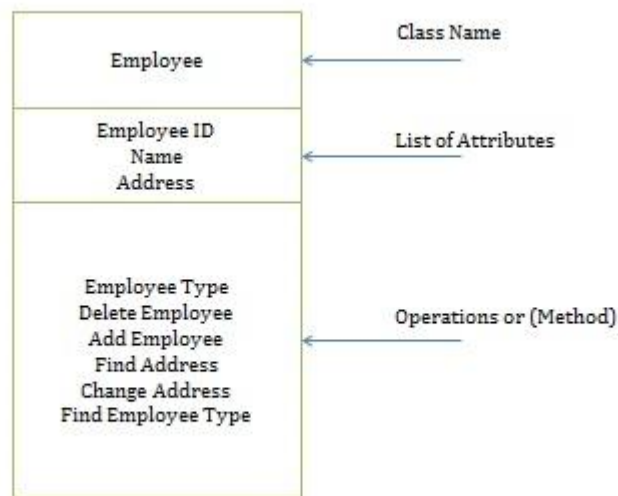 Employee
Class Name
Employee ID
Name
Address
List of Attributes
Employee Type
Delete Employee
Add Employee
Find Address
Change Address
Find Employee Type
Operations or (Method)